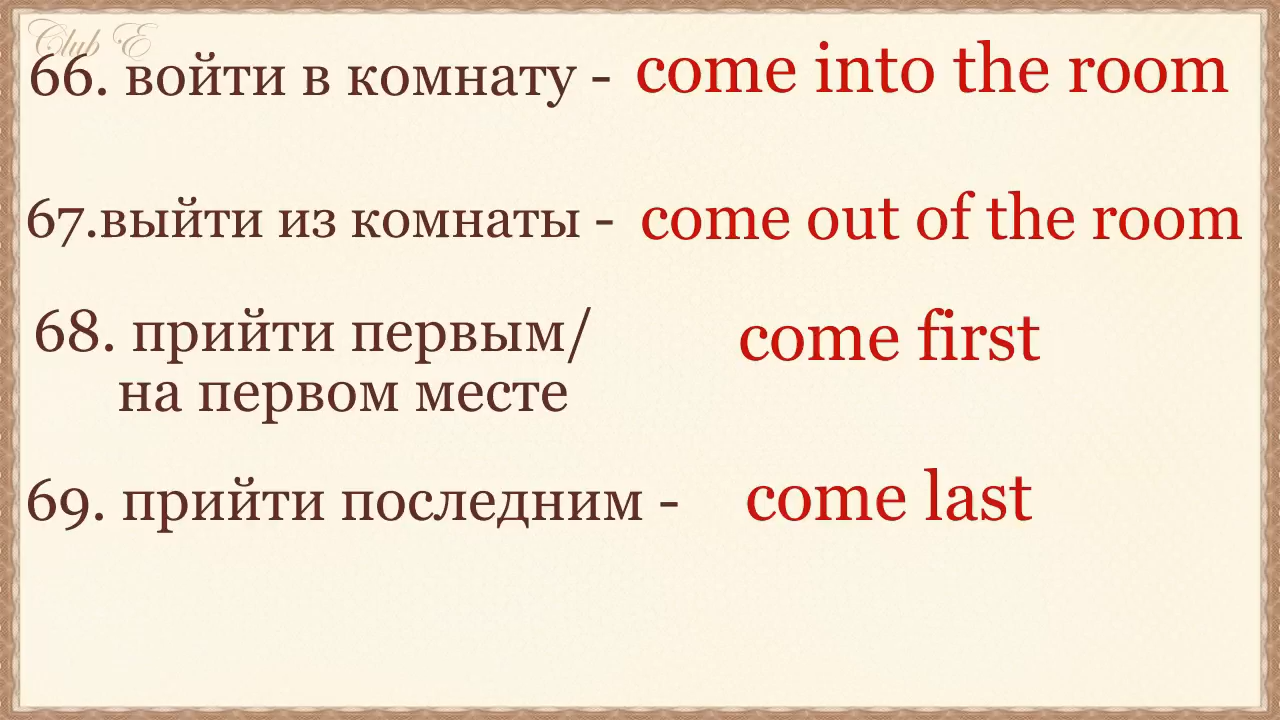 Club E
66. войти в комнату - come into the room
67.выйти из комнаты - come out of the room
68. прийти первым/ come first
на первом месте
69. прийти последним - come last